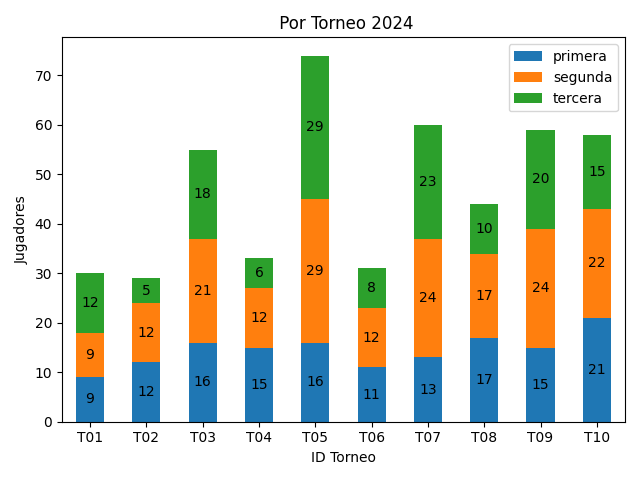 Por Torneo 2024
primera
segunda
tercera
Jugadores
70
60
50
40
30
20
10
0
12 5 18 6 29 8 23 10 20 15
9 12 21 12 29 12 24 17 24 22
9 12 16 15 16 11 13 17 15 21
T01 T02 T03 T04 T05 T06 T07 T08 T09 T10
ID Torneo